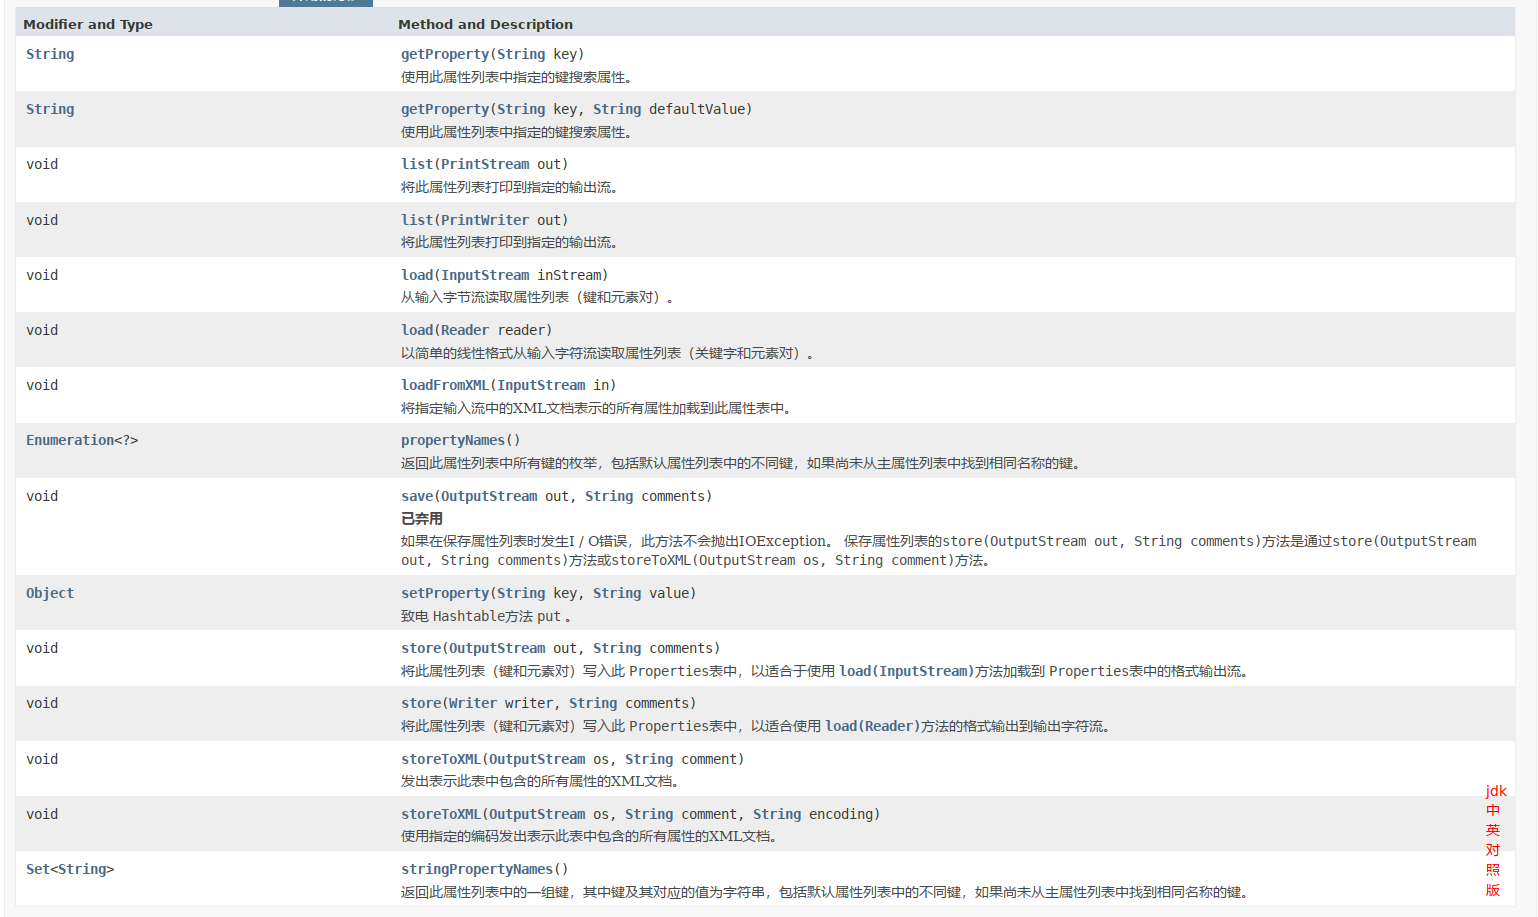 Modifier and Type Method and Description
String getProperty(String key)
使用此属性列表中指定的键搜索属性。
String getProperty(String key, String defaultValue)
使用此属性列表中指定的键搜索属性。
void list(PrintStream out)
将此属性列表打印到指定的输出流。
void list(PrintWriter out)
将此属性列表打印到指定的输出流。
void load(InputStream inStream)
从输入字节流读取属性列表（键和元素对）。
void load(Reader reader)
以简单的线性格式从输入字符流读取属性列表（关键字和元素对）。
void loadFromXML(InputStream in)
将指定输入流中的XML文档表示的所有属性加载到此属性表中。
Enumeration<?> propertyNames()
返回此属性列表中所有键的枚举，包括默认属性列表中的不同键，如果尚未从主属性列表中找到相同名称的键。
void save(OutputStream out, String comments)
已弃用
如果在保存属性列表时发生I / O错误，此方法不会抛出IOException。 保存属性列表的store(OutputStream out, String comments)方法是通过store(OutputStream
out, String comments)方法或storeToXML(OutputStream os, String comment)方法。
Object setProperty(String key, String value)
致电 Hashtable方法 put 。
void store(OutputStream out, String comments)
将此属性列表（键和元素对）写入此 Properties表中，以适合于使用 load(InputStream)方法加载到 Properties表中的格式输出流。
void store(Writer writer, String comments)
将此属性列表（键和元素对）写入此 Properties表中，以适合使用 load(Reader)方法的格式输出到输出字符流。
void storeToXML(OutputStream os, String comment)
发出表示此表中包含的所有属性的XML文档。
void storeToXML(OutputStream os, String comment, String encoding)
使用指定的编码发出表示此表中包含的所有属性的XML文档。
Set<String> stringPropertyNames()
返回此属性列表中的一组键，其中键及其对应的值为字符串，包括默认属性列表中的不同键，如果尚未从主属性列表中找到相同名称的键。
jdk
中
英
对
照
版